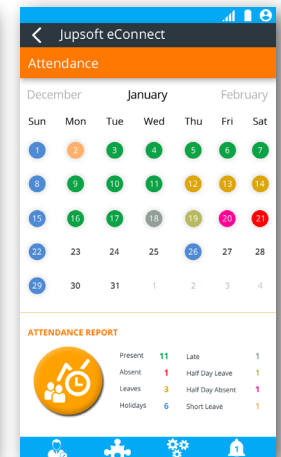 Jupsoft eConnect
Attendance
December January February
Sun Mon Tue Wed Thu Fri Sat
1 2 3 4 5 6 7
8 9 10 11 12 13 14
15 16 17 18 19 20 21
22 23 24 25 26 27 28
29 30 31 1 2 3 4
ATTENDANCE REPORT
Present 11 Late 1
Absent 1 Half Day Leave 1
Leaves 3 Half Day Absent 1
Holidays 6 Short Leave 1
1